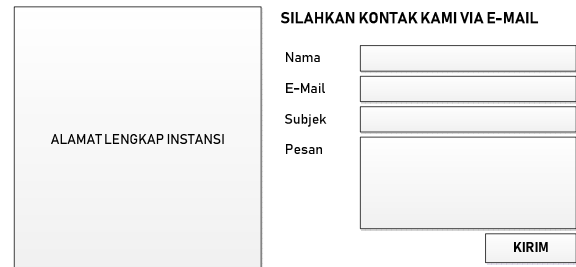 ALAMAT LENGKAP INSTANSI
SILAHKAN KONTAK KAMI VIA E-MAIL
Nama
E-Mail
Subjek
Pesan
KIRIM